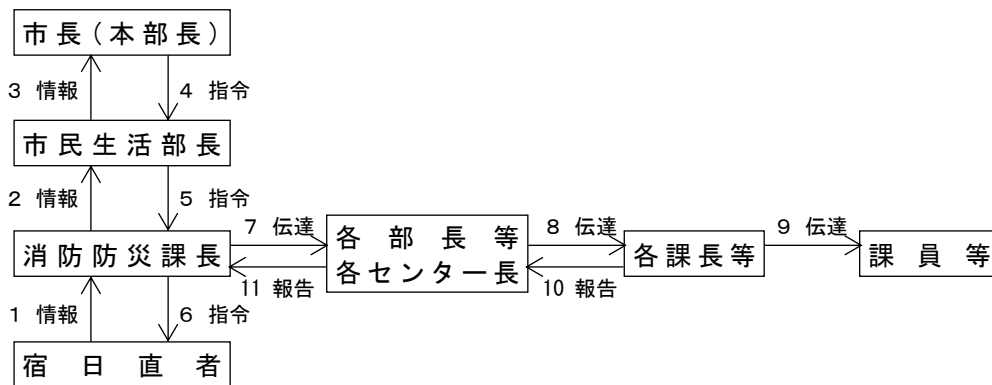 市長（本部長）
３ 情報
４ 指令
市民生活部長
２ 情報
５ 指令
消防防災課長
７ 伝達
11 報告
各部長等
各センター長
８ 伝達
10 報告
各課長等
９ 伝達
課員等
１ 情報
６ 指令
宿日直者